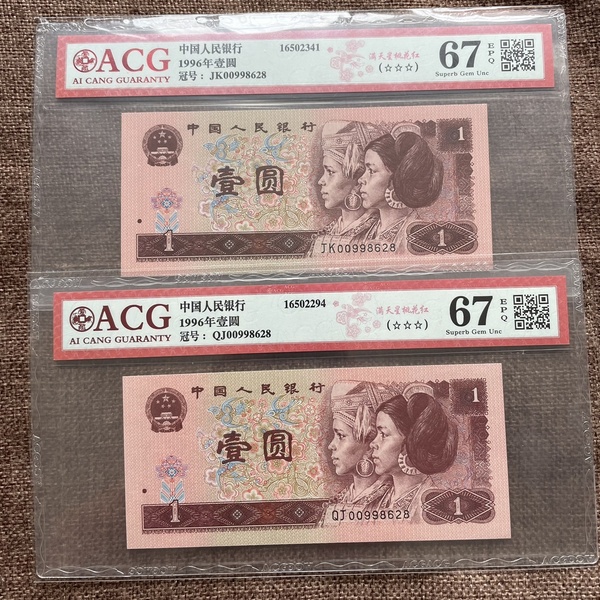 ACG
AI CANG GUARANTY
中国人民银行 16502341
1996年壹圆
冠号: JK00998628
满天星桃花红
(☆☆☆)
67 EPQ
Superb Gem Unc
中国人民银行
1
壹圆
JK00998628
1
1
ACG
AI CANG GUARANTY
中国人民银行 16502294
1996年壹圆
冠号: QJ00998628
满天星桃花红
(☆☆☆)
67 EPQ
Superb Gem Unc
中国人民银行
1
壹圆
QJ00998628
1
1